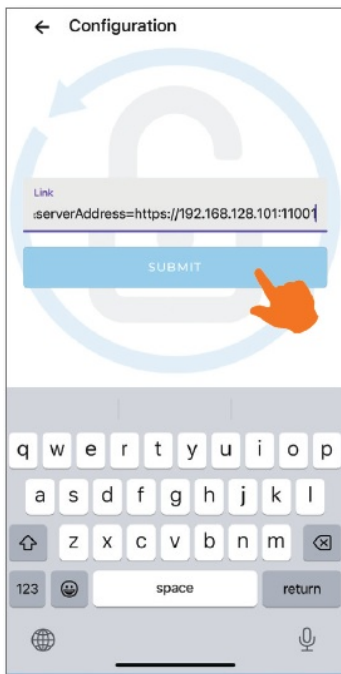 ← Configuration
Link
serverAddress=https://192.168.128.101:11001
SUBMIT
q w e r t y u i o p
a s d f g h j k l
z x c v b n m
123 space return